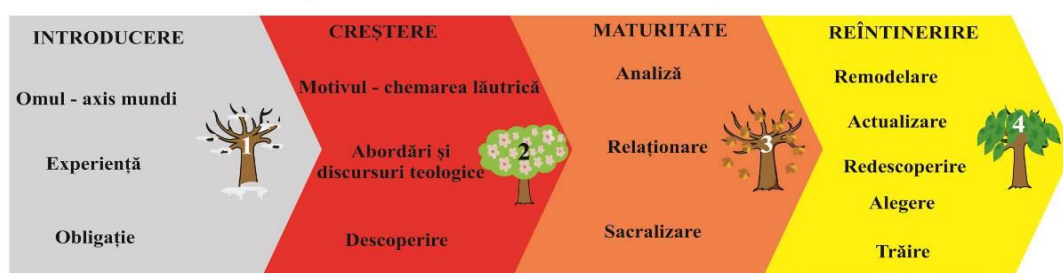 INTRODUCERE
Omul - axis mundi
Experiență
Obligație
1
CREȘTERE
Motivul - chemarea lăutrică
Abordări și
discursuri teologice
Descoperire
2
MATURITATE
Analiză
Relaționare
Sacralizare
3
REÎNTINERIRE
Remodelare
Actualizare
Redescoperire
Alegere
Trăire
4